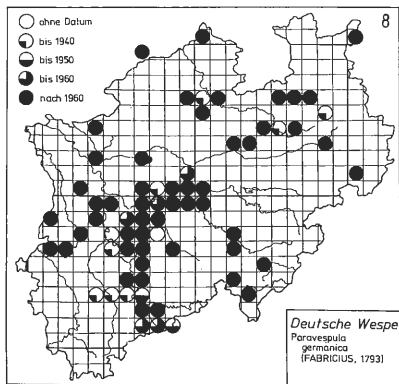 ohne Datum
bis 1940
bis 1950
bis 1960
nach 1960
8
Deutsche Wespe
Paravespula
germanica
(FABRICIUS, 1793)